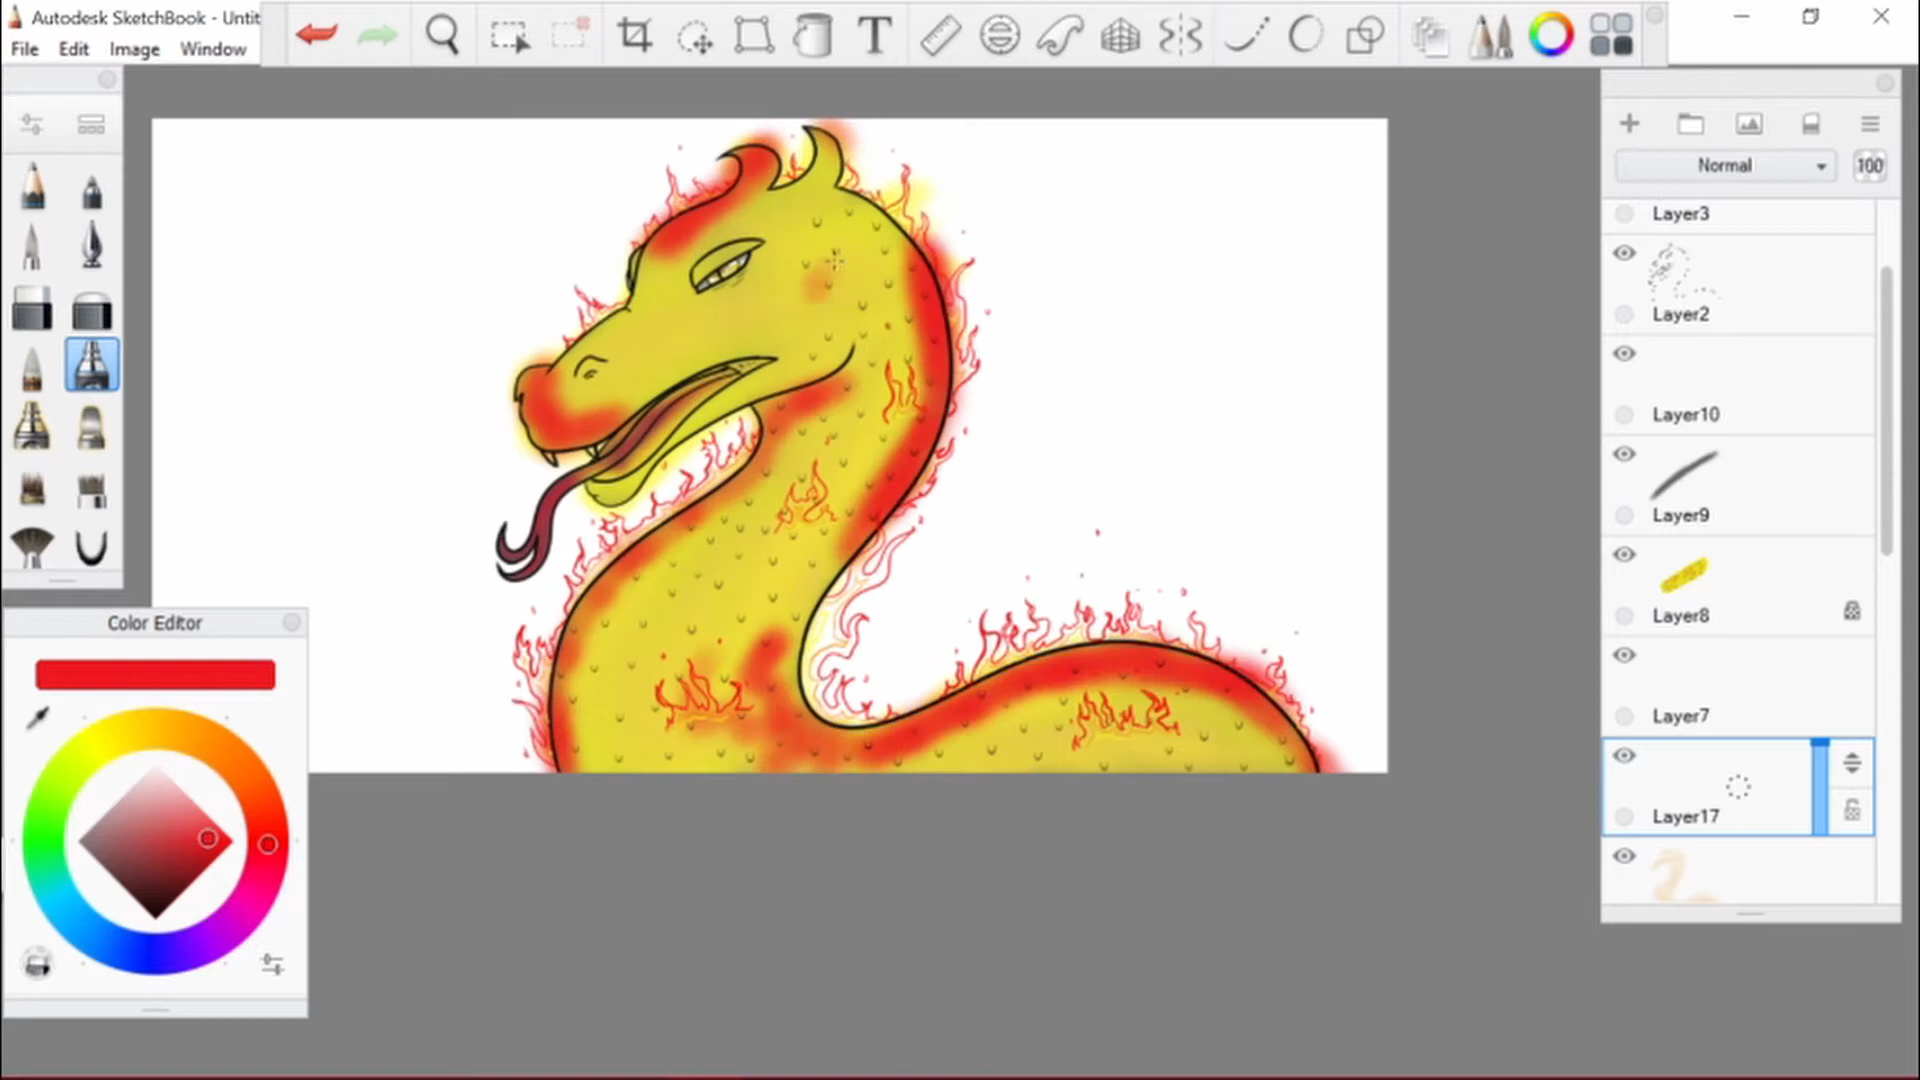 Autodesk SketchBook - Untit
File Edit Image Window
Normal
100
Layer3
Layer2
Layer10
Layer9
Layer8
Layer7
Layer17
Color Editor